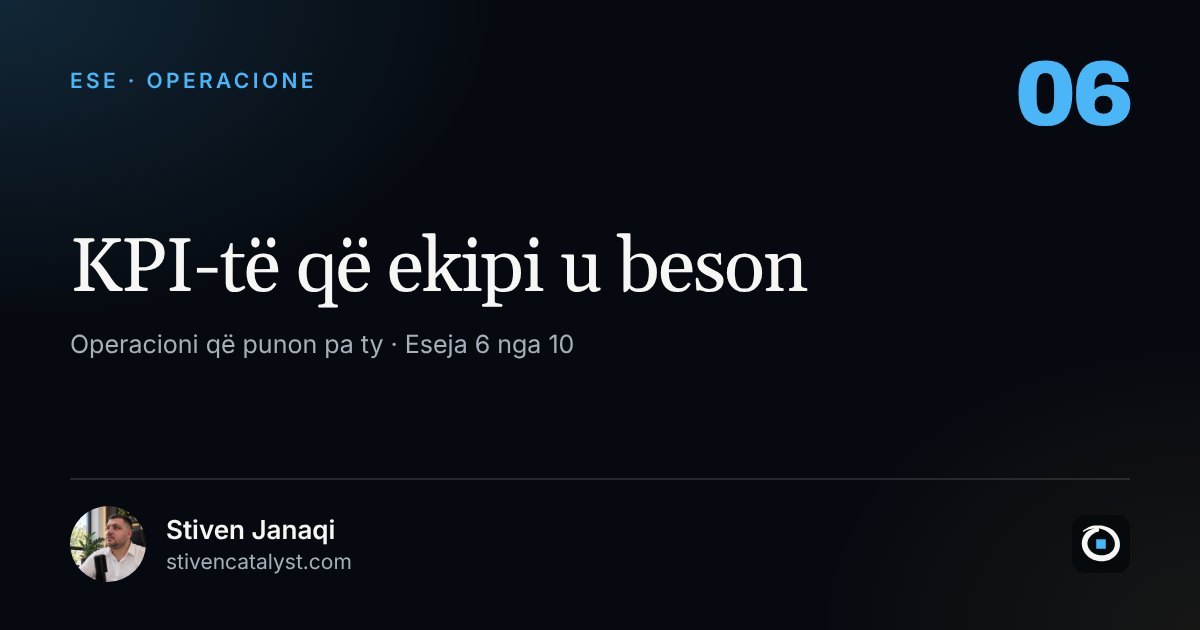 ESE · OPERACIONE
06
KPI-të që ekipi u beson
Operacioni që punon pa ty · Eseja 6 nga 10
Stiven Janaqi
stivencatalyst.com